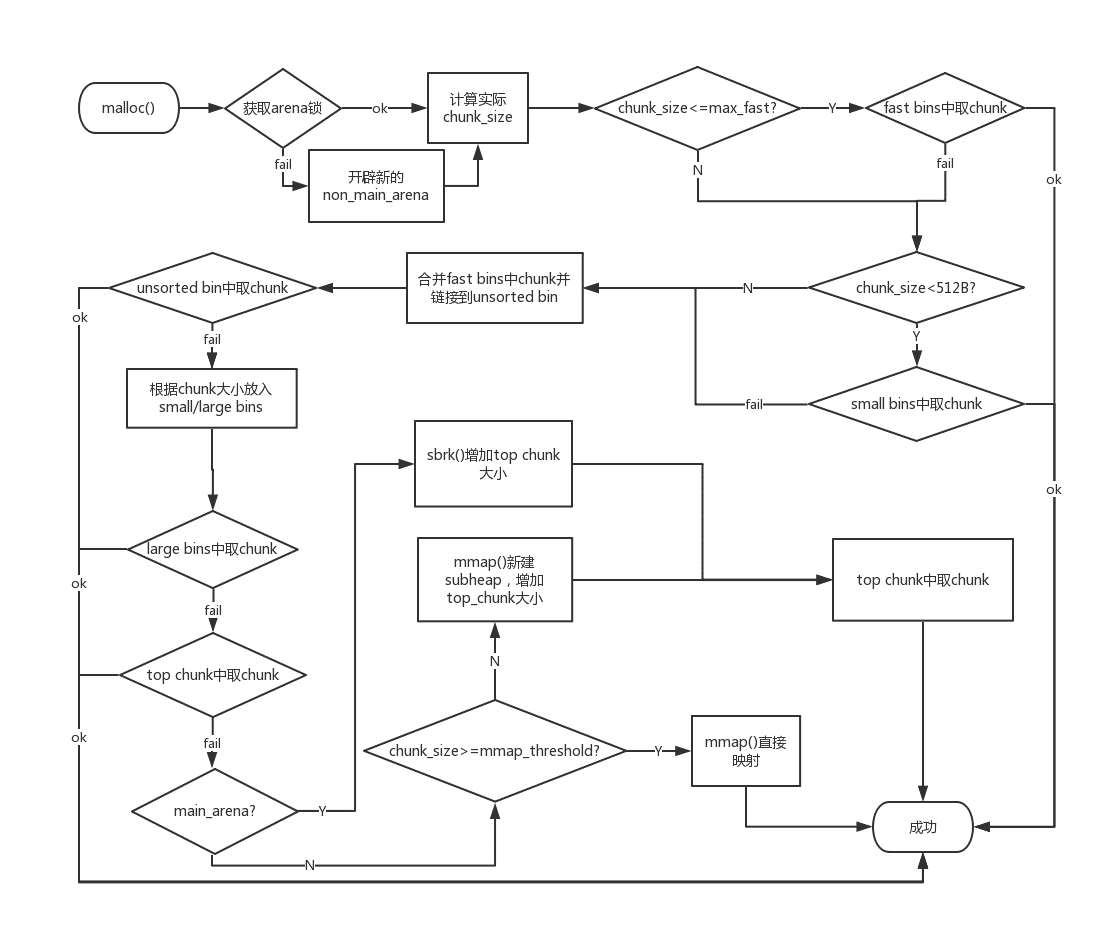 malloc()
获取arena锁
ok
计算实际
chunk_size
chunk_size<=max_fast?
Y
fast bins中取chunk
fail
开辟新的
non_main_arena
N
fail
ok
unsorted bin中取chunk
合并fast bins中chunk并
链接到unsorted bin
N
chunk_size<512B?
ok
fail
Y
根据chunk大小放入
small/large bins
fail
small bins中取chunk
sbrk()增加top chunk
大小
ok
large bins中取chunk
mmap()新建
subheap，增加
top_chunk大小
top chunk中取chunk
ok
fail
N
top chunk中取chunk
ok
fail
chunk_size>=mmap_threshold?
Y
mmap()直接
映射
main_arena?
Y
成功
N